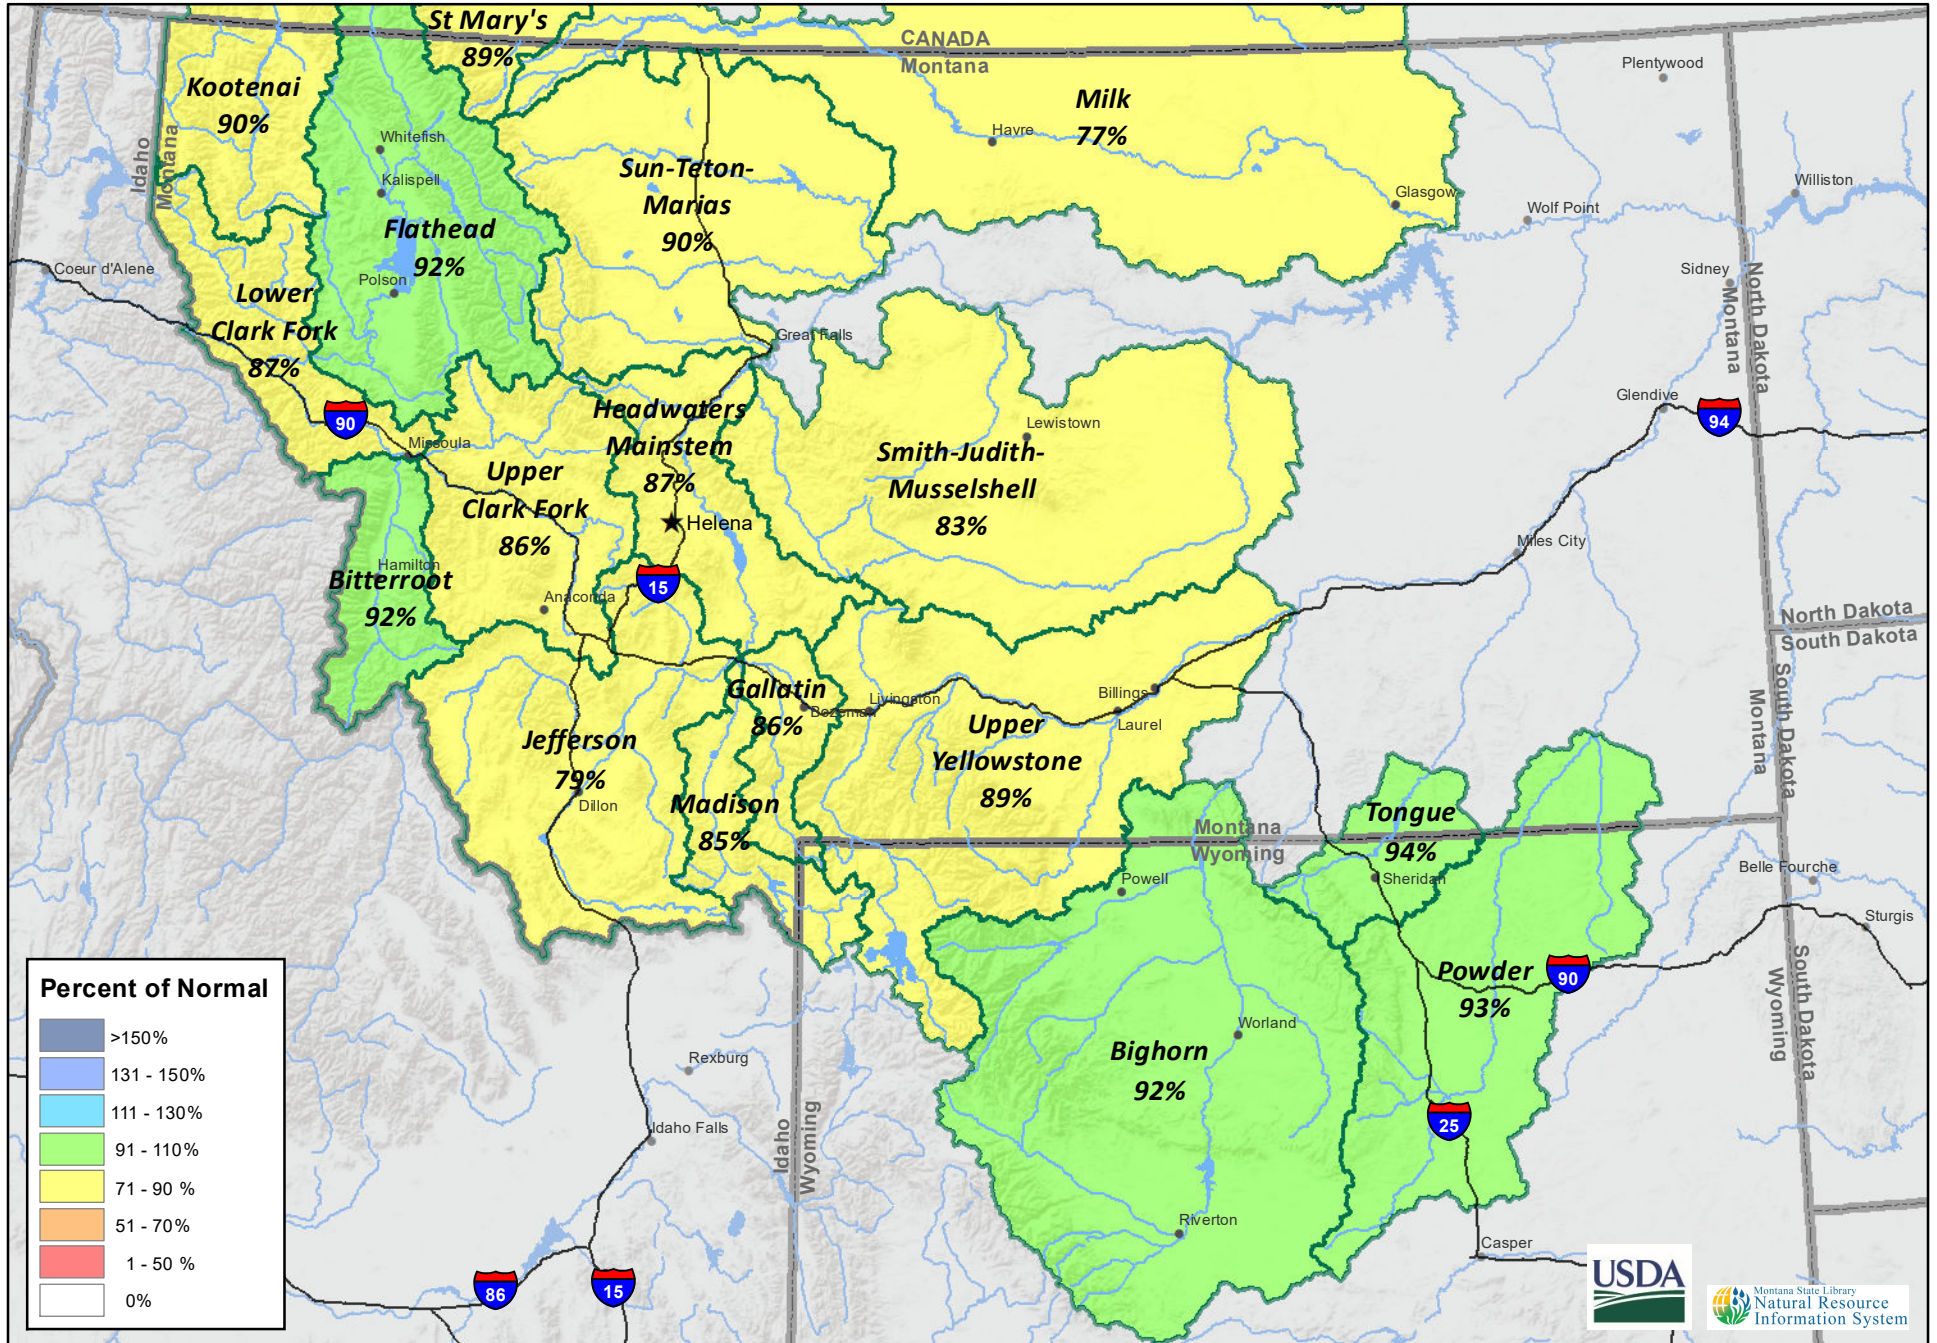 St Mary's
89%
CANADA
Montana
Plentywood
Kootenai
90%
Milk
77%
Havre
Whitefish
Idaho
Montana
Sun-Teton-
Marias
90%
Kalispell
Glasgow
Williston
Wolf Point
Flathead
92%
Coeur d'Alene
Polson
Sidney
Montana
North Dakota
Lower
Clark Fork
87%
Great Falls
Glendive
94
90
Headwaters
Mainstem
87%
Lewistown
Missoula
Smith-Judith-
Musselshell
83%
Upper
Clark Fork
86%
Helena
Miles City
Hamilton
Bitterroot
92%
15
Anaconda
North Dakota
South Dakota
Gallatin
86%
Bozeman
Livingston
Billings
Laurel
Montana
South Dakota
Jefferson
79%
Dillon
Upper
Yellowstone
89%
Madison
85%
Tongue
94%
Montana
Wyoming
Powell
Sheridan
Belle Fourche
Sturgis
Powder
93%
90
South Dakota
Wyoming
Worland
Bighorn
92%
Rexburg
Idaho Falls
Idaho
Wyoming
25
Riverton
Casper
86
15
Percent of Normal
>150%
131 - 150%
111 - 130%
91 - 110%
71 - 90 %
51 - 70%
1 - 50 %
0%
USDA
Montana State Library
Natural Resource
Information System